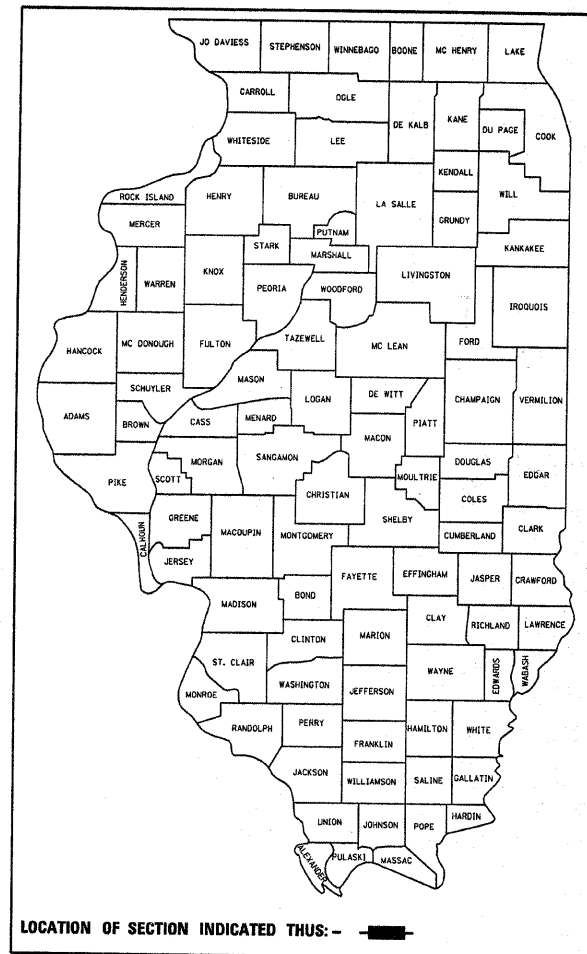 JO DAVIESS STEPHENSON WINNEBAGO BOONE MC HENRY LAKE
CARROLL OGLE DE KALB KANE DU PAGE COOK
WHITESIDE LEE
KENDALL WILL
ROCK ISLAND HENRY BUREAU LA SALLE GRUNDY
MERCER PUTNAM
STARK MARSHALL KANKAKEE
HENDERSON WARREN KNOX PEORIA WOODFORD LIVINGSTON IROQUOIS
HANCOCK MC DONOUGH FULTON TAZEWELL MC LEAN FORD
SCHUYLER MASON LOGAN DE WITT CHAMPAIGN VERMILION
ADAMS BROWN CASS MENARD MACON PIATT
PIKE SCOTT MORGAN SANGAMON CHRISTIAN MOULTRIE DOUGLAS EDGAR
COLES
CALHOUN GREENE MACOUPIN MONTGOMERY SHELBY CUMBERLAND CLARK
JERSEY
MADISON BOND FAYETTE EFFINGHAM JASPER CRAWFORD
CLINTON MARION CLAY RICHLAND LAWRENCE
ST. CLAIR WASHINGTON JEFFERSON WAYNE EDWARDS WABASH
MONROE
RANDOLPH PERRY FRANKLIN HAMILTON WHITE
JACKSON WILLIAMSON SALINE GALLATIN
UNION JOHNSON POPE HARDIN
ALEXANDER PULASKI MASSAC
LOCATION OF SECTION INDICATED THUS: -